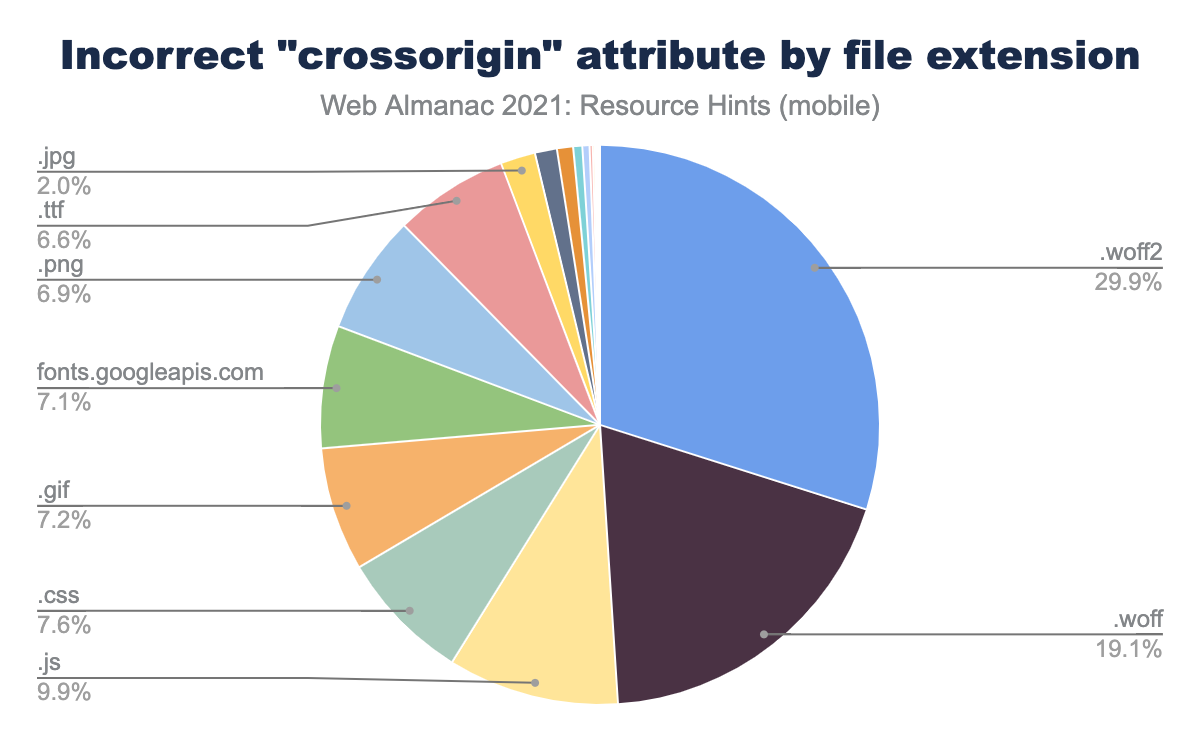 Incorrect "crossorigin" attribute by file extension
Web Almanac 2021: Resource Hints (mobile)
.jpg
2.0%
.ttf
6.6%
.png
6.9%
fonts.googleapis.com
7.1%
.gif
7.2%
.css
7.6%
.js
9.9%
.woff2
29.9%
.woff
19.1%